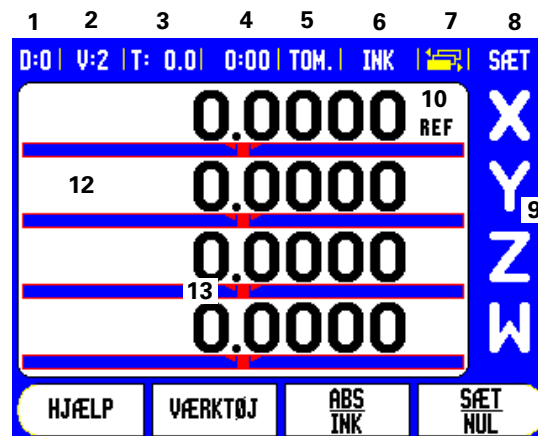 1 2 3 4 5 6 7 8
D:0 | V:2 | T: 0.0 | 0:00 | TOM. | INK | | SÆT
0.0000 10 REF X
12 0.0000 Y 9
0.0000 Z
13
0.0000 W
HJÆLP VÆRKTØJ ABS INK SÆT NUL